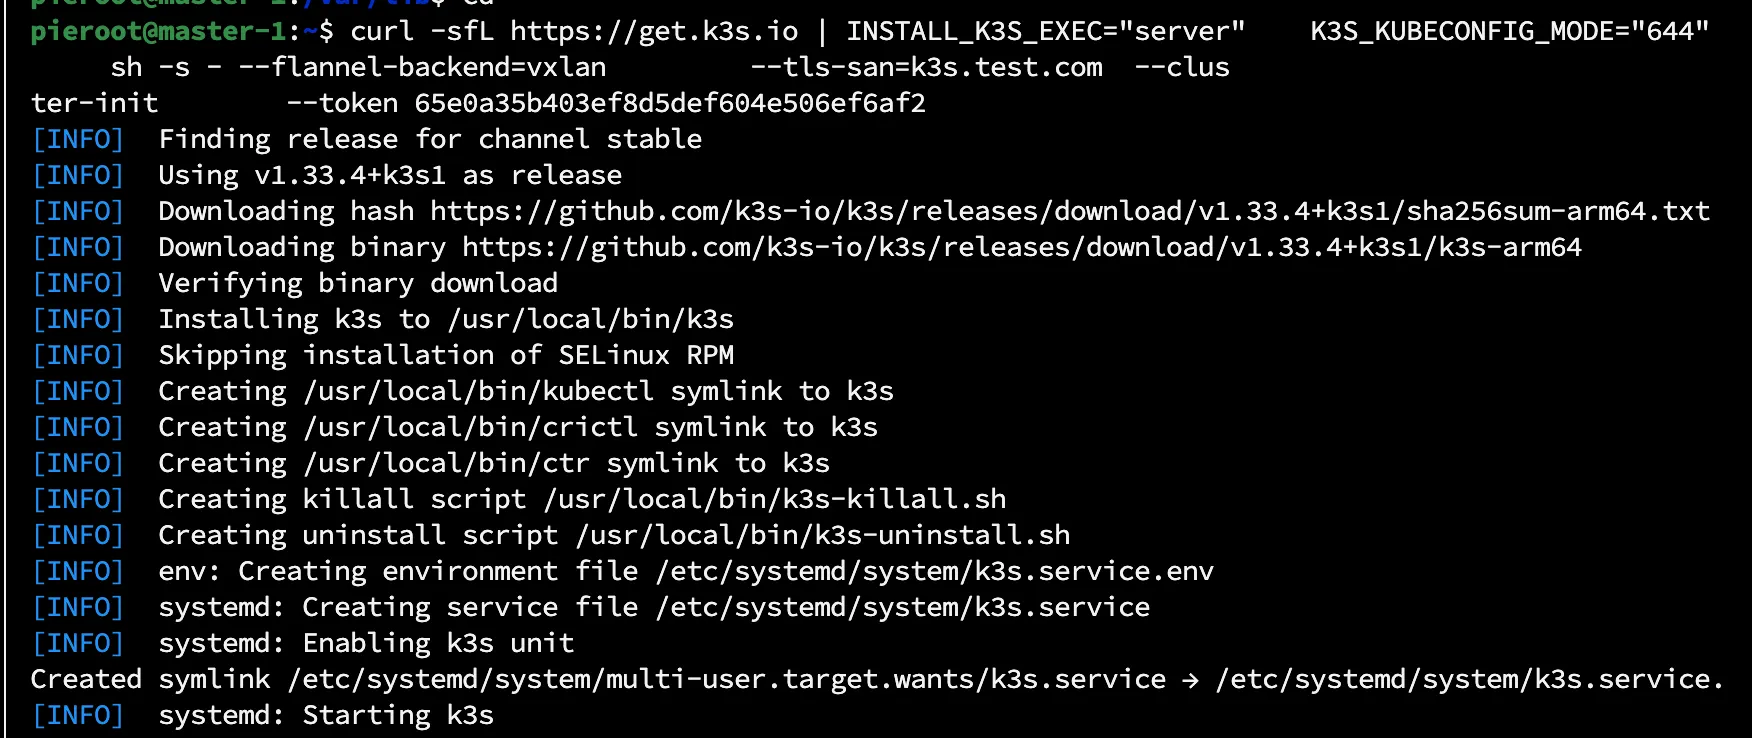 pieroot@master-1:/var/lib$ cd
pieroot@master-1:~$ curl -sfL https://get.k3s.io | INSTALL_K3S_EXEC="server"    K3S_KUBECONFIG_MODE="644"
     sh -s - --flannel-backend=vxlan         --tls-san=k3s.test.com  --clus
ter-init        --token 65e0a35b403ef8d5def604e506ef6af2
[INFO]  Finding release for channel stable
[INFO]  Using v1.33.4+k3s1 as release
[INFO]  Downloading hash https://github.com/k3s-io/k3s/releases/download/v1.33.4+k3s1/sha256sum-arm64.txt
[INFO]  Downloading binary https://github.com/k3s-io/k3s/releases/download/v1.33.4+k3s1/k3s-arm64
[INFO]  Verifying binary download
[INFO]  Installing k3s to /usr/local/bin/k3s
[INFO]  Skipping installation of SELinux RPM
[INFO]  Creating /usr/local/bin/kubectl symlink to k3s
[INFO]  Creating /usr/local/bin/crictl symlink to k3s
[INFO]  Creating /usr/local/bin/ctr symlink to k3s
[INFO]  Creating killall script /usr/local/bin/k3s-killall.sh
[INFO]  Creating uninstall script /usr/local/bin/k3s-uninstall.sh
[INFO]  env: Creating environment file /etc/systemd/system/k3s.service.env
[INFO]  systemd: Creating service file /etc/systemd/system/k3s.service
[INFO]  systemd: Enabling k3s unit
Created symlink /etc/systemd/system/multi-user.target.wants/k3s.service → /etc/systemd/system/k3s.service.
[INFO]  systemd: Starting k3s